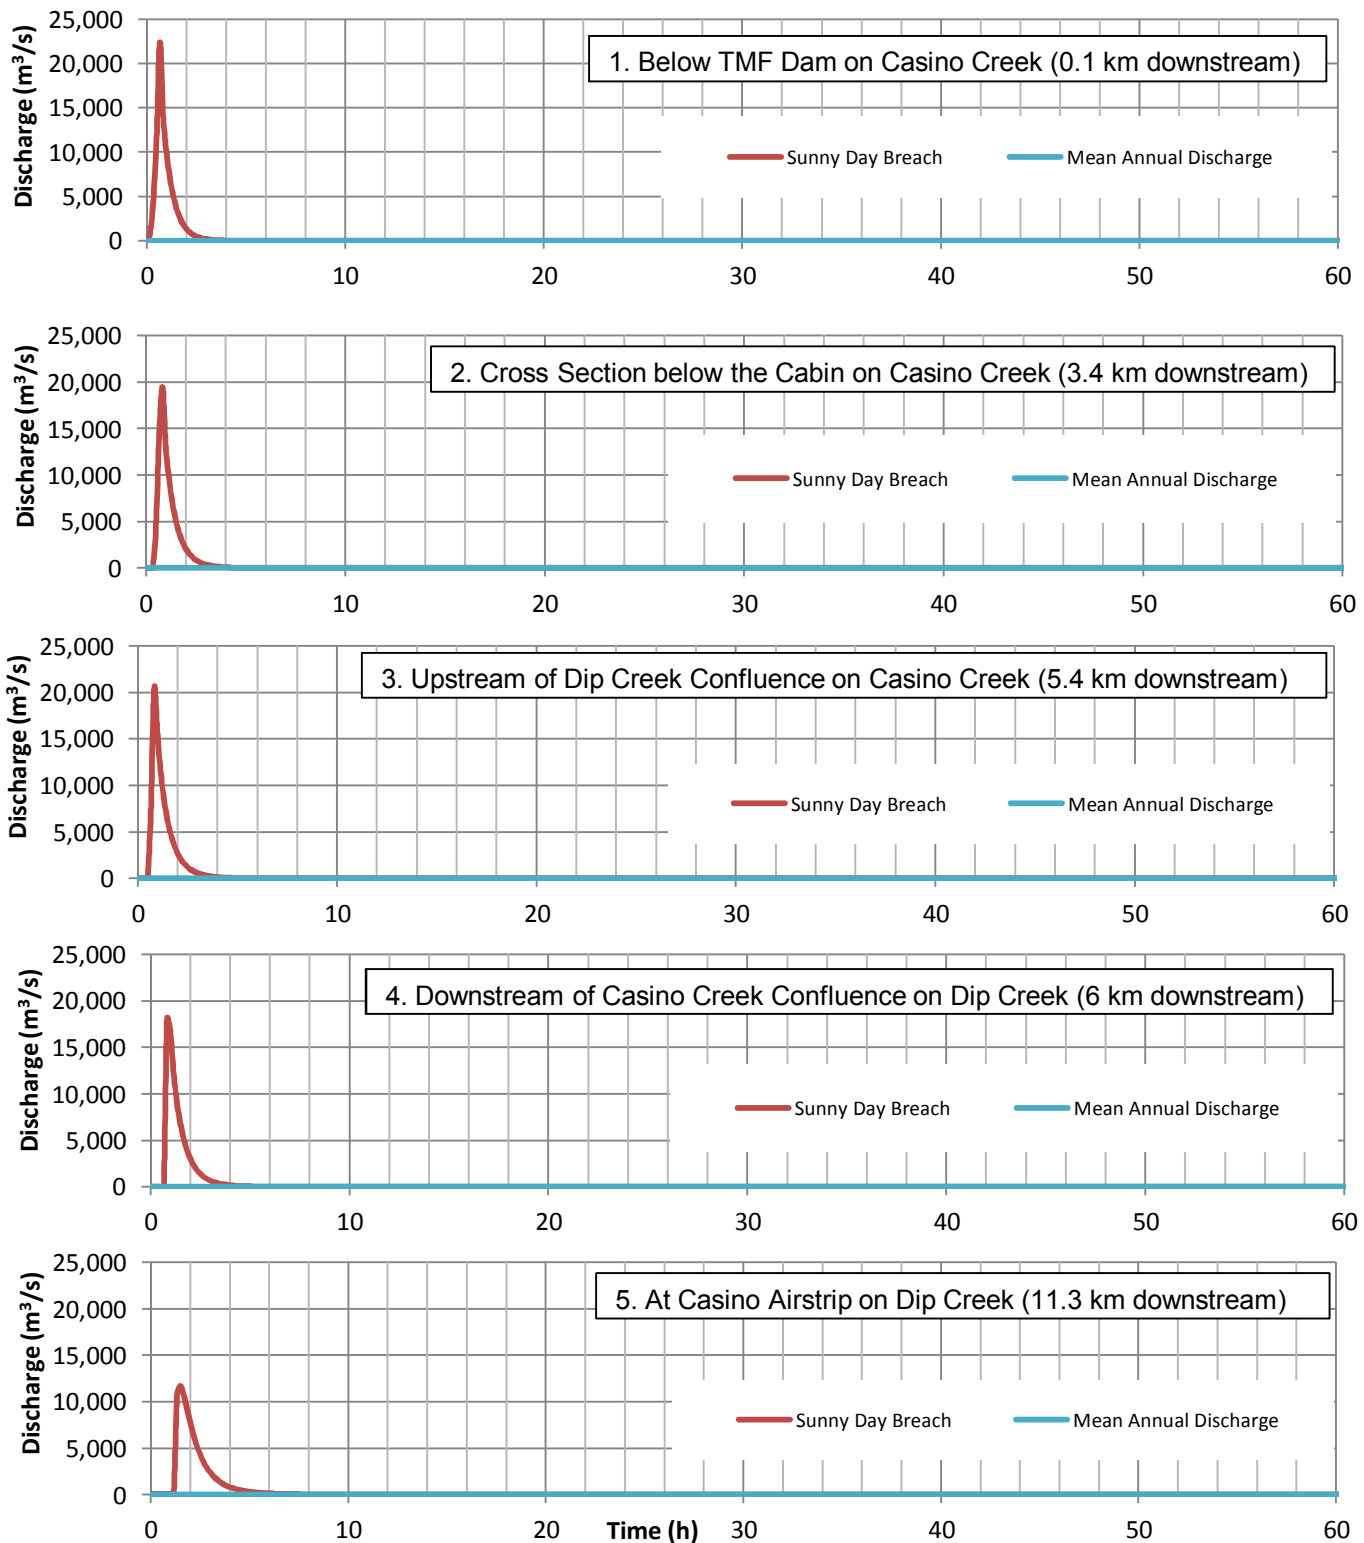 25,000
20,000
15,000
10,000
5,000
0
Discharge (m³/s)
1. Below TMF Dam on Casino Creek (0.1 km downstream)
Sunny Day Breach Mean Annual Discharge
0 10 20 30 40 50 60
25,000
20,000
15,000
10,000
5,000
0
Discharge (m³/s)
2. Cross Section below the Cabin on Casino Creek (3.4 km downstream)
Sunny Day Breach Mean Annual Discharge
0 10 20 30 40 50 60
25,000
20,000
15,000
10,000
5,000
0
Discharge (m³/s)
3. Upstream of Dip Creek Confluence on Casino Creek (5.4 km downstream)
Sunny Day Breach Mean Annual Discharge
0 10 20 30 40 50 60
25,000
20,000
15,000
10,000
5,000
0
Discharge (m³/s)
4. Downstream of Casino Creek Confluence on Dip Creek (6 km downstream)
Sunny Day Breach Mean Annual Discharge
0 10 20 30 40 50 60
25,000
20,000
15,000
10,000
5,000
0
Discharge (m³/s)
5. At Casino Airstrip on Dip Creek (11.3 km downstream)
Sunny Day Breach Mean Annual Discharge
0 10 20 30 40 50 60
Time (h)